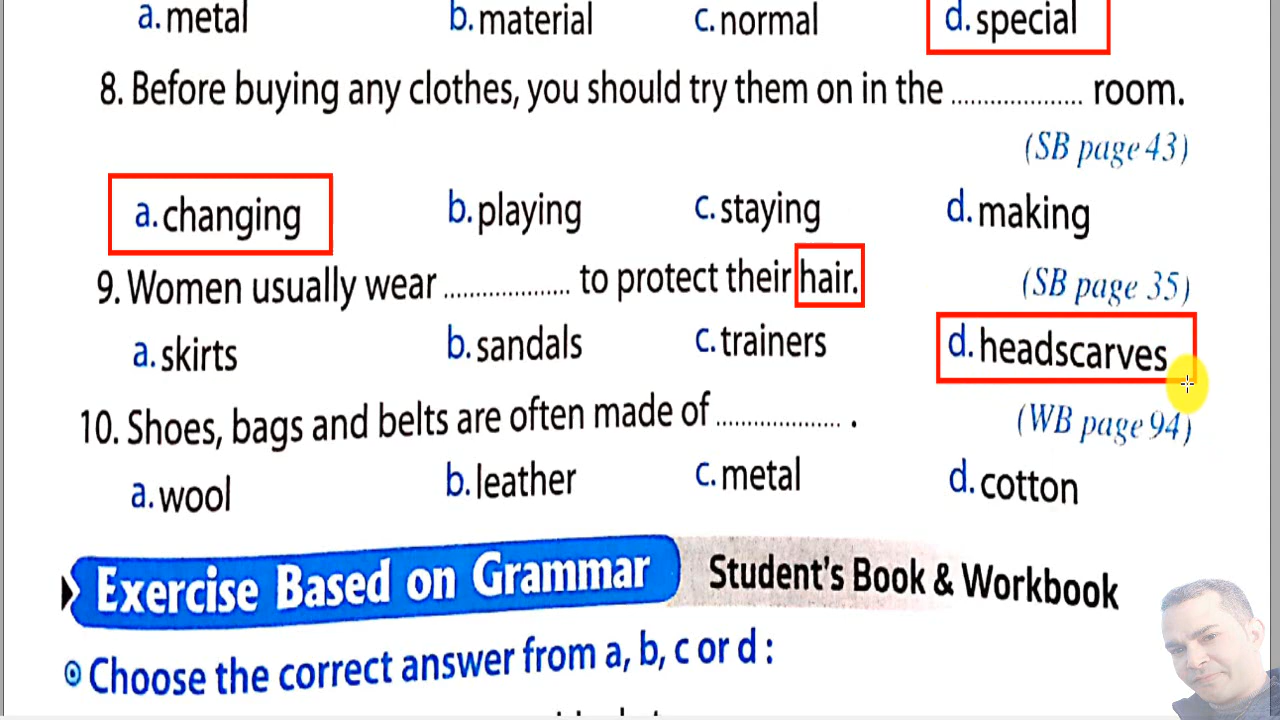 a. metal b. material c. normal d. special
8. Before buying any clothes, you should try them on in the .................... room.
(SB page 43)
a. changing b. playing c. staying d. making
9. Women usually wear .................... to protect their hair. (SB page 35)
a. skirts b. sandals c. trainers d. headscarves
10. Shoes, bags and belts are often made of .................... . (WB page 94)
a. wool b. leather c. metal d. cotton
Exercise Based on Grammar Student's Book & Workbook
Choose the correct answer from a, b, c or d :